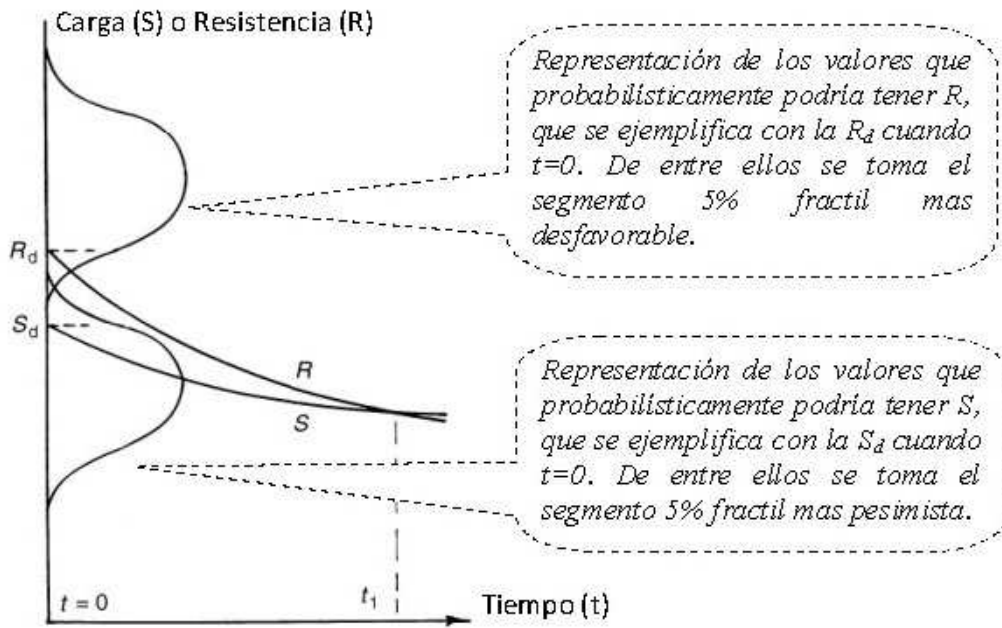 Carga (S) o Resistencia (R)
Representación de los valores que
probabilísticamente podría tener R,
que se ejemplifica con la Rd cuando
t=0. De entre ellos se toma el
segmento 5% fractil mas
desfavorable.
Rd
Sd
R
S
Representación de los valores que
probabilísticamente podría tener S,
que se ejemplifica con la Sd cuando
t=0. De entre ellos se toma el
segmento 5% fractil mas pesimista.
t = 0
t1
Tiempo (t)